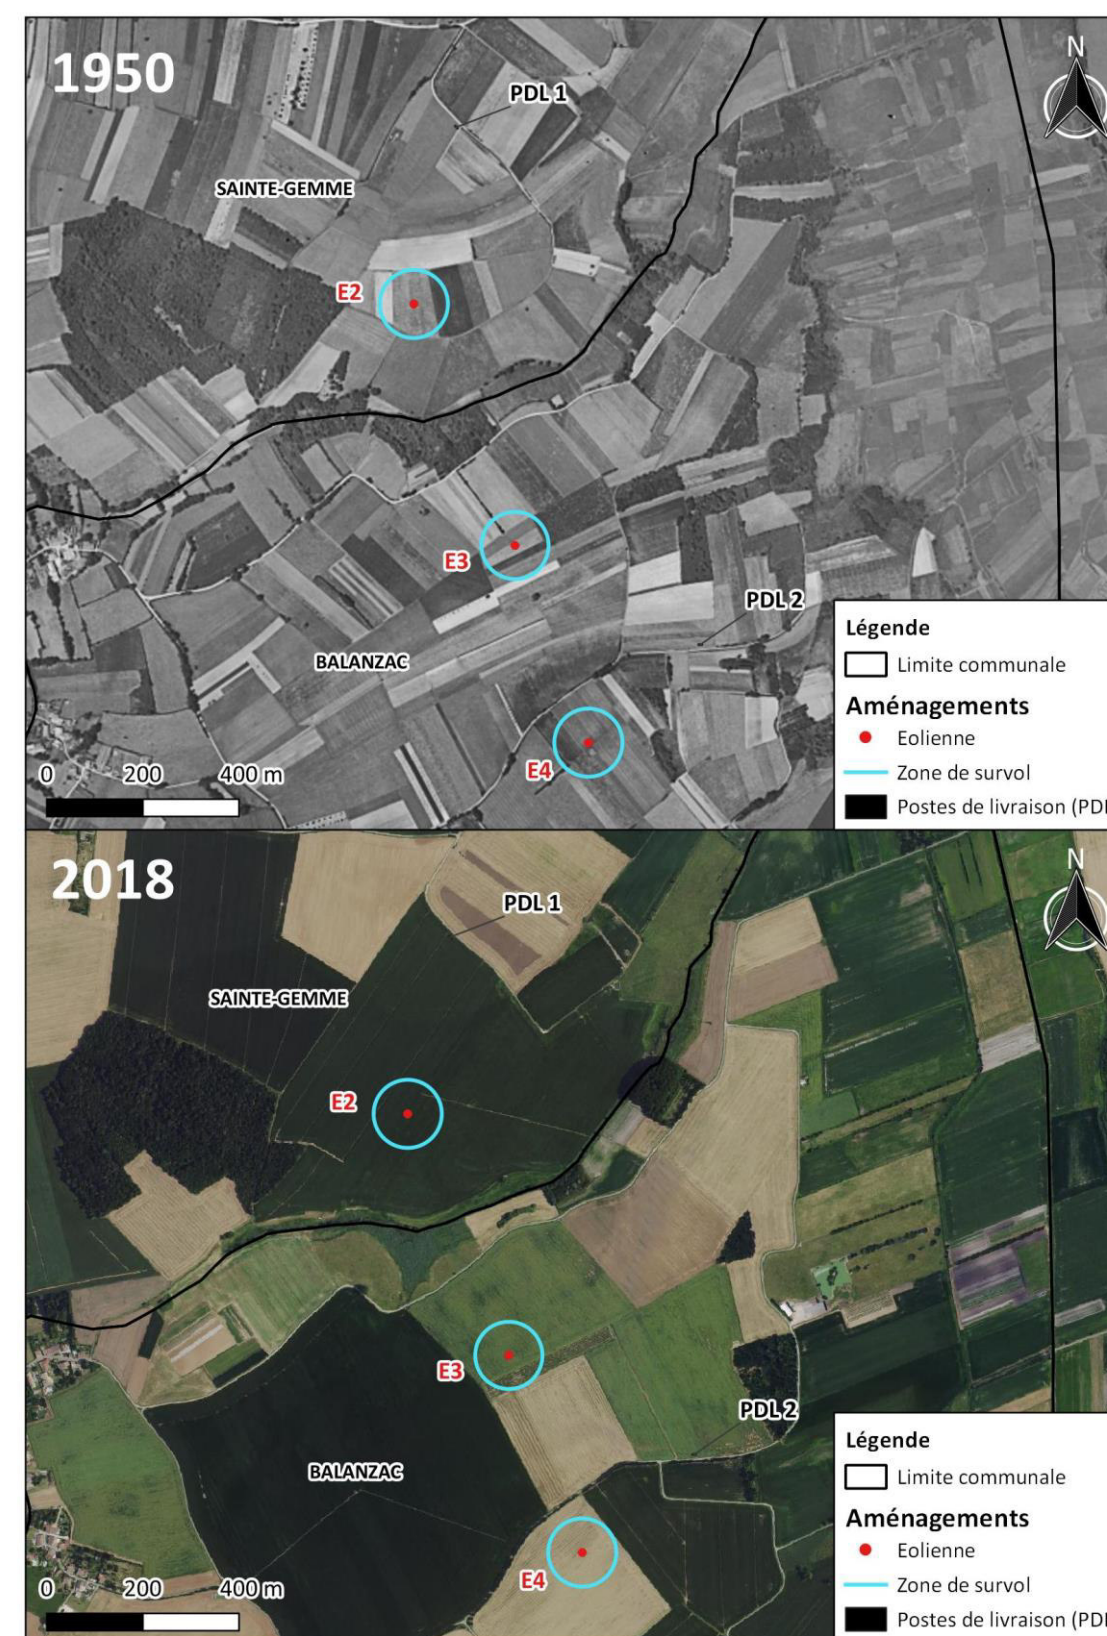 1950
N
PDL 1
SAINTE-GEMME
E2
E3
PDL 2
BALANZAC
E4
0 200 400 m
Légende
Limite communale
Aménagements
Eolienne
Zone de survol
Postes de livraison (PDL
2018
N
PDL 1
SAINTE-GEMME
E2
E3
PDL 2
BALANZAC
E4
0 200 400 m
Légende
Limite communale
Aménagements
Eolienne
Zone de survol
Postes de livraison (PDL